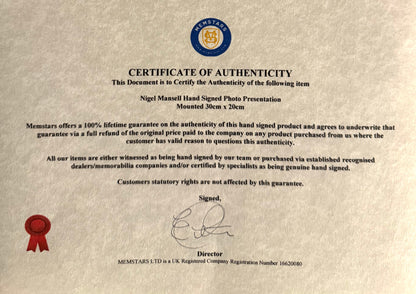 MEMSTARS
CERTIFICATE OF AUTHENTICITY
This Document is to Certify the Authenticity of the following item
Nigel Mansell Hand Signed Photo Presentation
Mounted 30cm x 20cm
Memstars offers a 100% lifetime guarantee on the authenticity of this hand signed product and agrees to underwrite that
guarantee via a full refund of the original price paid to the company on any product purchased from us where the
customer has valid reason to questions this authenticity.
All our items are either witnessed as being hand signed by our team or purchased via established recognised
dealers/memorabilia companies and/or certified by specialists as being genuine hand signed.
Customers statutory rights are not affected by this guarantee.
Signed,
Director
MEMSTARS LTD is a UK Registered Company Registration Number 16620080